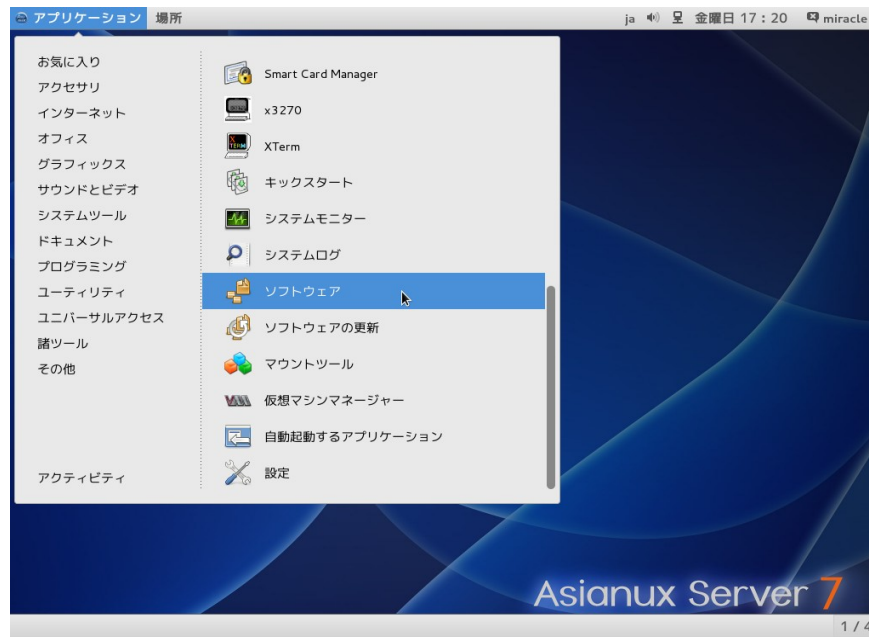 アプリケーション 場所 ja 金曜日 17:20 miracle
お気に入り
アクセサリ
インターネット
オフィス
グラフィックス
サウンドとビデオ
システムツール
ドキュメント
プログラミング
ユーティリティ
ユニバーサルアクセス
諸ツール
その他
アクティビティ
Smart Card Manager
x3270
XTerm
キックスタート
システムモニター
システムログ
ソフトウェア
ソフトウェアの更新
マウントツール
仮想マシンマネージャー
自動起動するアプリケーション
設定
Asianux Server 7
1 / 4